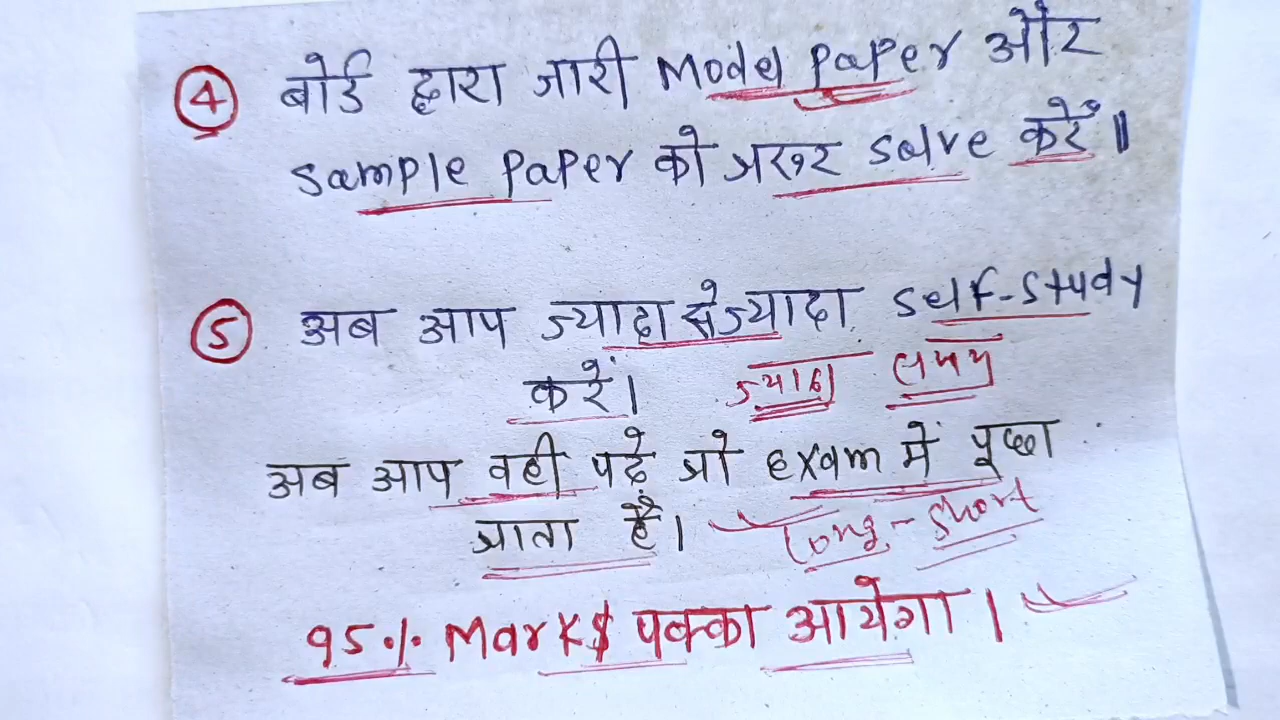 ④ बोर्ड द्वारा जारी Model Paper और
Sample Paper को जरूर solve करें॥
⑤ अब आप ज्यादा से ज्यादा self-study
करें। ज्यादा समय
अब आप वही पढ़े जो exam में पूछा
जाता है। Long-Short
95% Marks पक्का आयेगा।